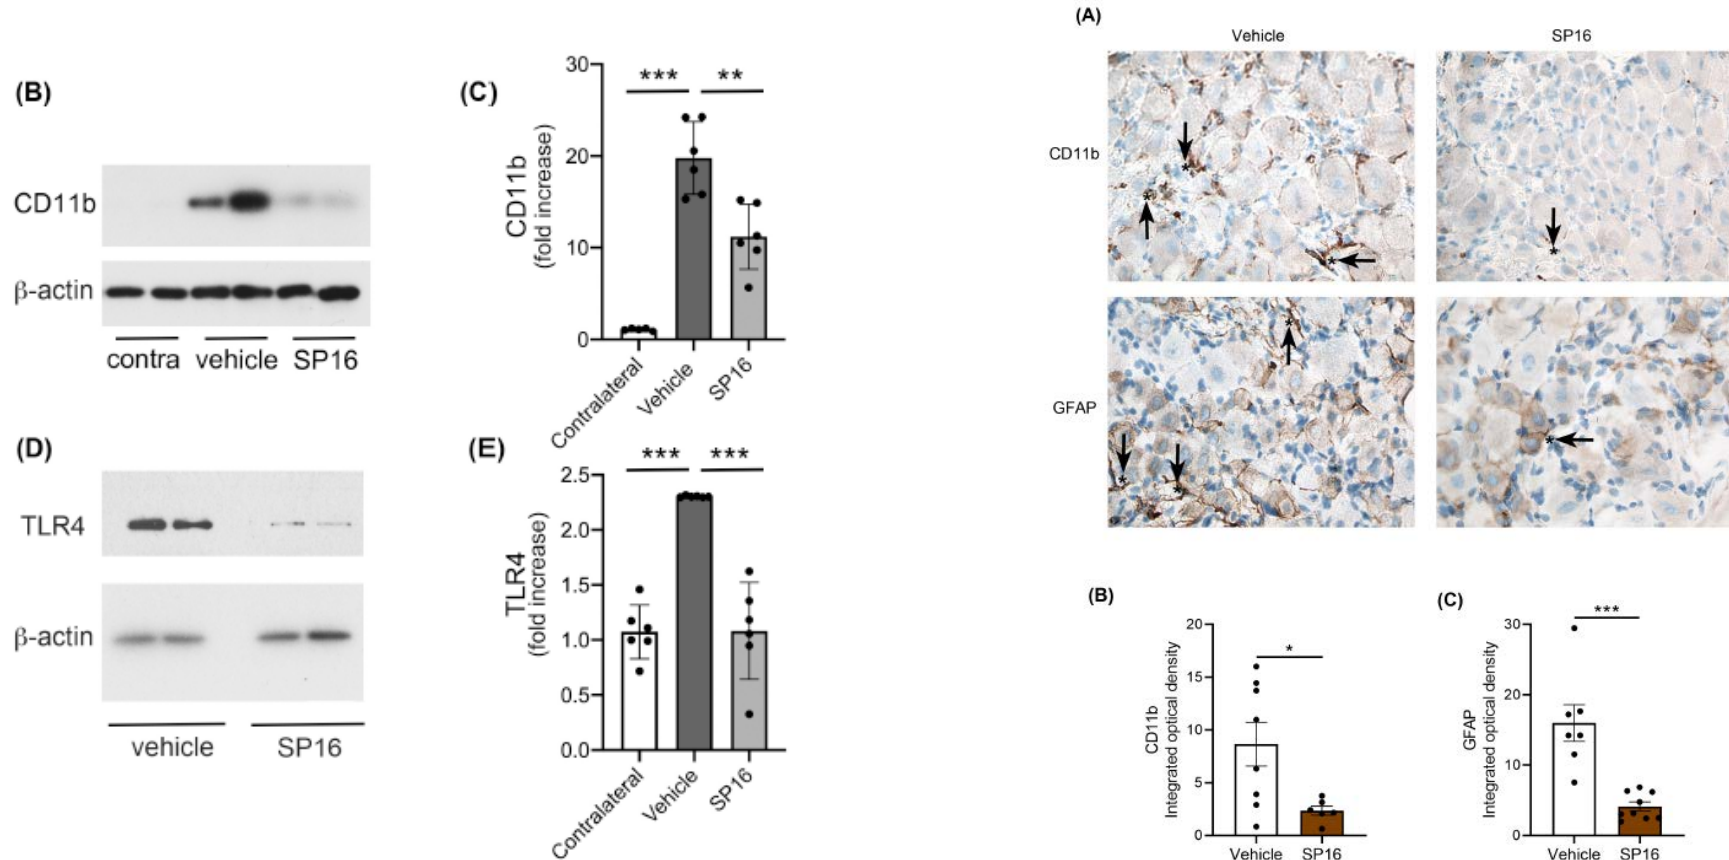 (B)
CD11b
β-actin
contra vehicle SP16
(C)
CD11b
(fold increase)
30
20
10
0
*** **
Contralateral
Vehicle
SP16
(D)
TLR4
β-actin
vehicle SP16
(E)
TLR4
(fold increase)
2.5
2.0
1.5
1.0
0.5
0.0
*** ***
Contralateral
Vehicle
SP16
(A)
Vehicle SP16
CD11b
* * *
*
GFAP
* * *
*
(B)
CD11b
Integrated optical density
20
15
10
5
0
*
Vehicle SP16
(C)
GFAP
Integrated optical density
30
20
10
0
***
Vehicle SP16